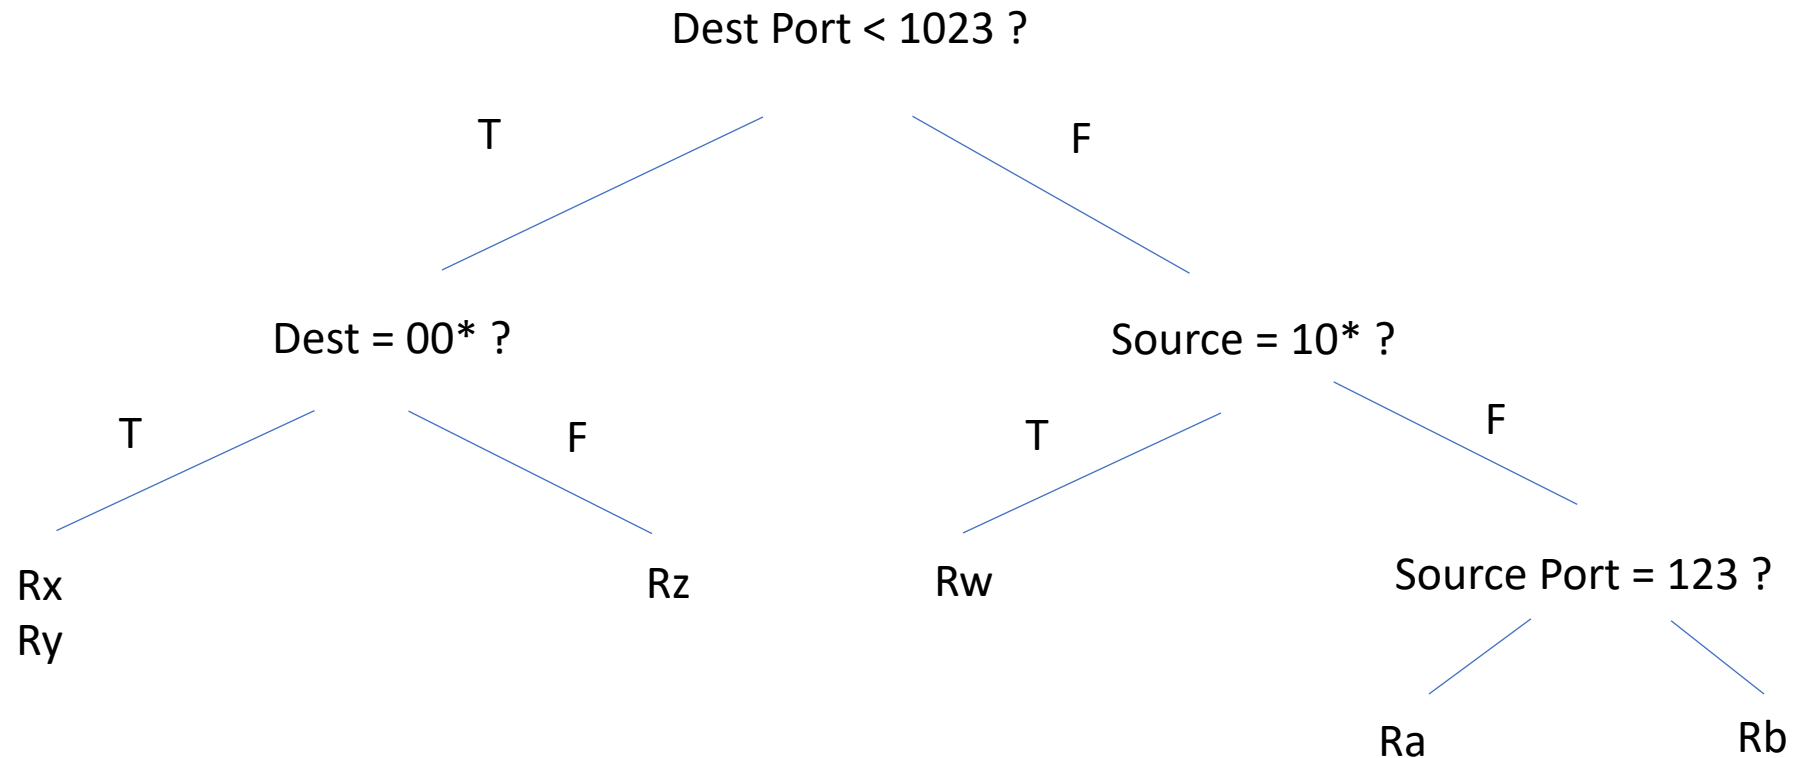 Dest Port < 1023 ?
T
F
Dest = 00* ?
Source = 10* ?
T
F
T
F
Rx
Ry
Rz
Rw
Source Port = 123 ?
Ra
Rb